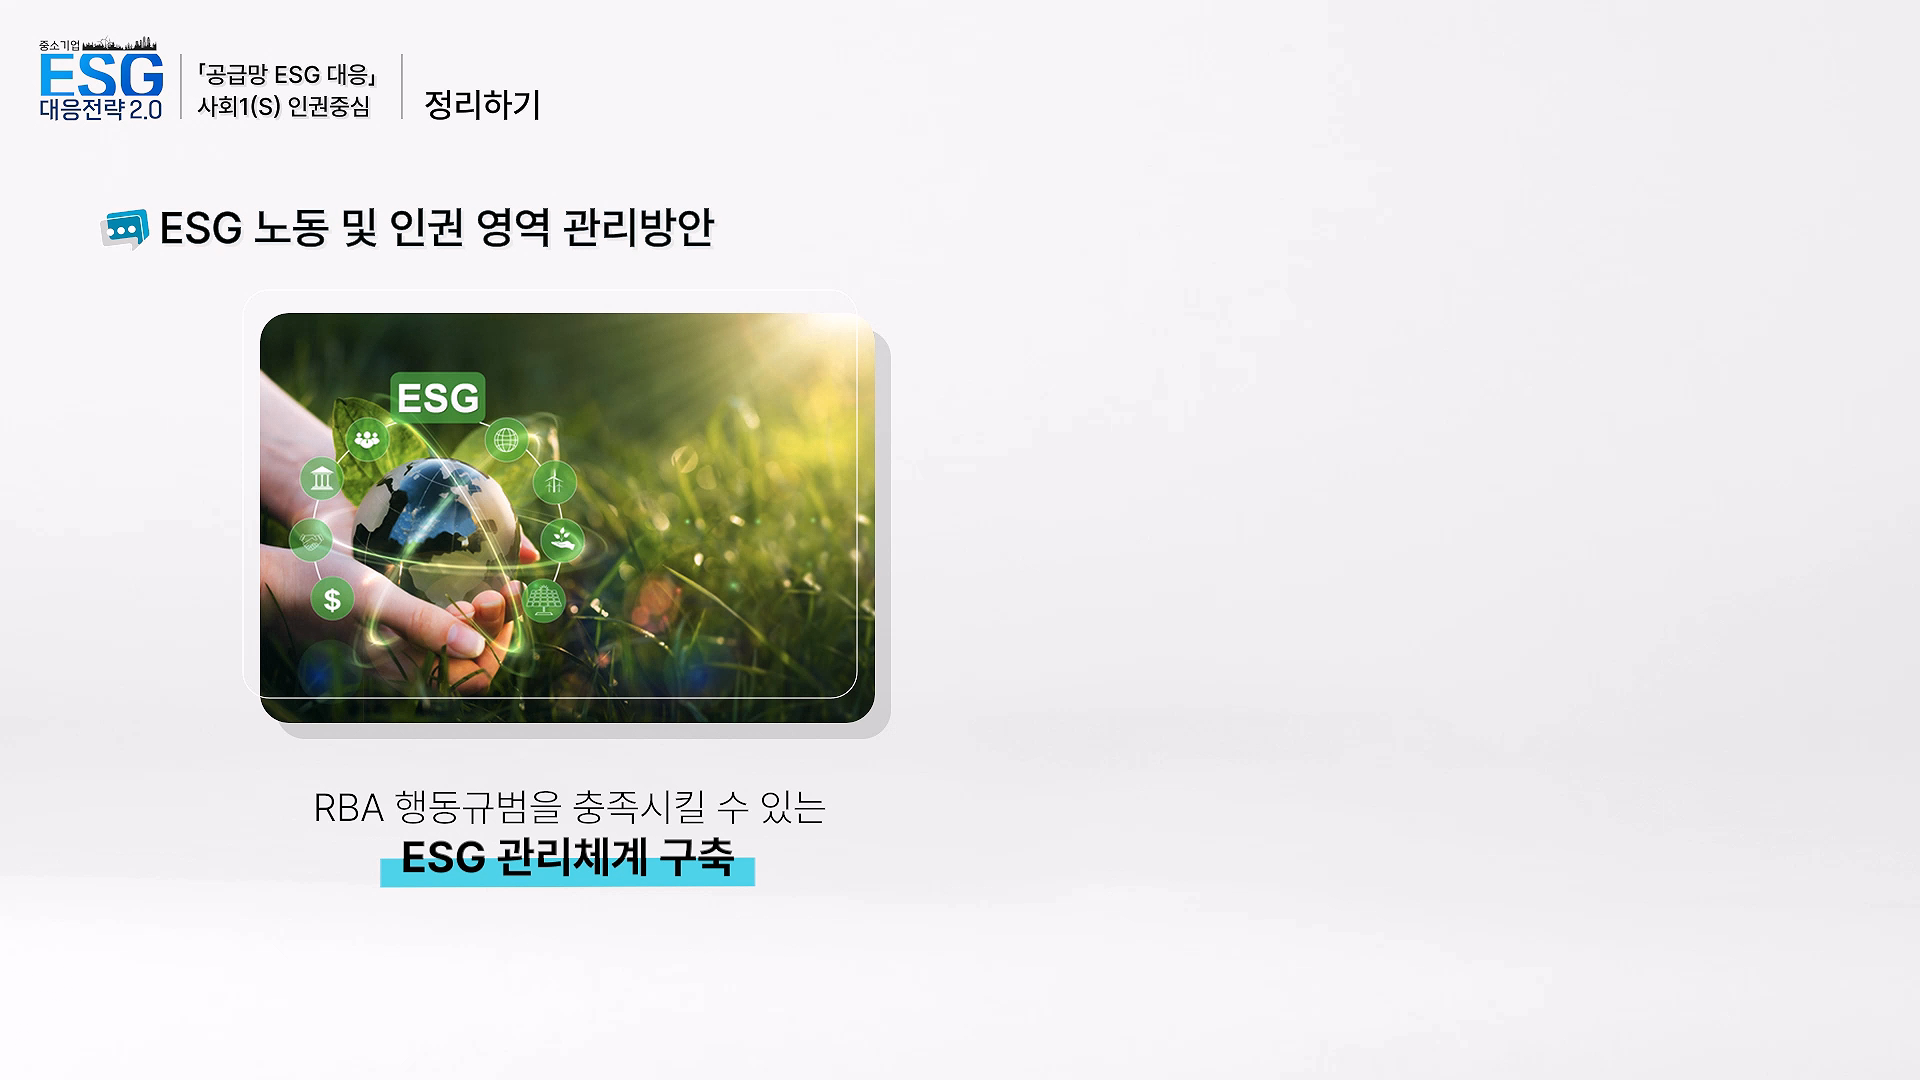 중소기업
ESG
대응전략 2.0
「공급망 ESG 대응」
사회1(S) 인권중심
정리하기
ESG 노동 및 인권 영역 관리방안
ESG
$
RBA 행동규범을 충족시킬 수 있는
ESG 관리체계 구축